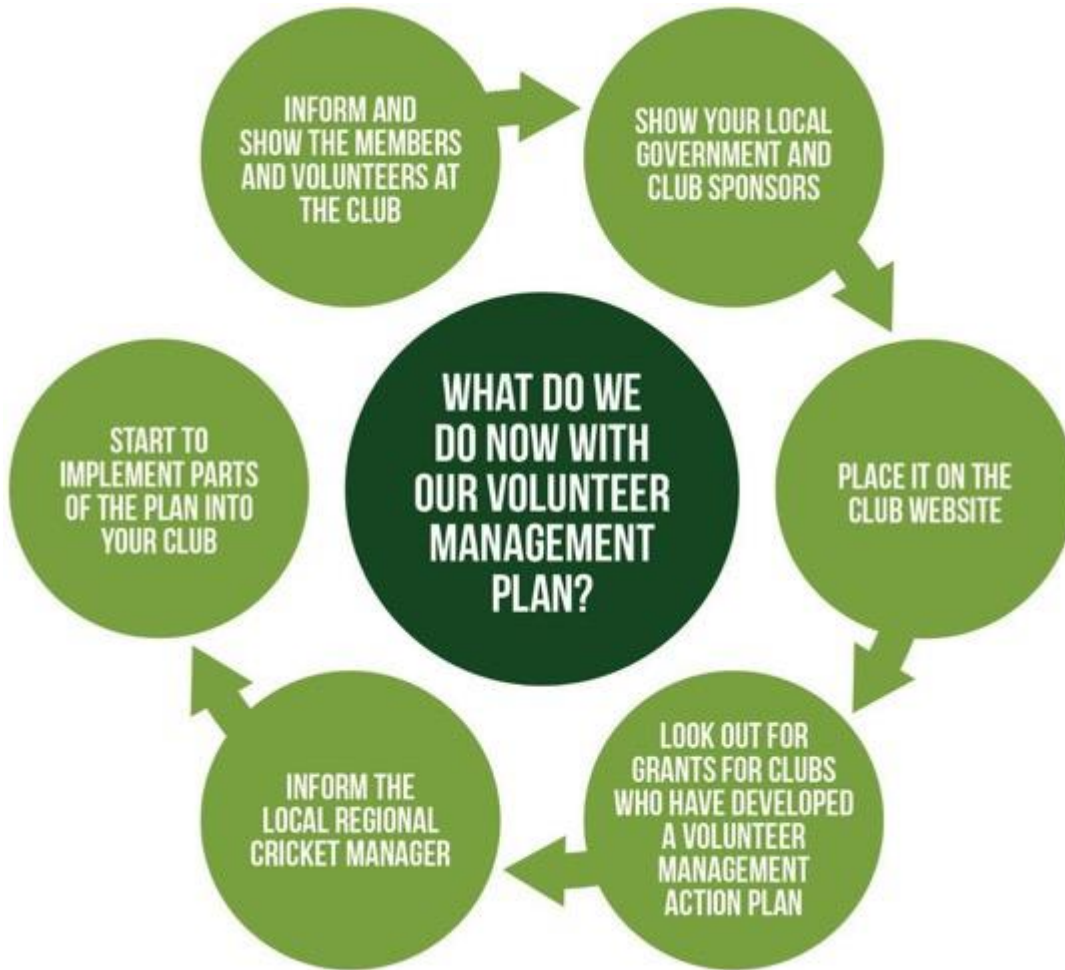 INFORM AND
SHOW THE MEMBERS
AND VOLUNTEERS AT
THE CLUB
SHOW YOUR LOCAL
GOVERNMENT AND
CLUB SPONSORS
PLACE IT ON THE
CLUB WEBSITE
LOOK OUT FOR
GRANTS FOR CLUBS
WHO HAVE DEVELOPED
A VOLUNTEER
MANAGEMENT
ACTION PLAN
INFORM THE
LOCAL REGIONAL
CRICKET MANAGER
START TO
IMPLEMENT PARTS
OF THE PLAN INTO
YOUR CLUB
WHAT DO WE
DO NOW WITH
OUR VOLUNTEER
MANAGEMENT
PLAN?